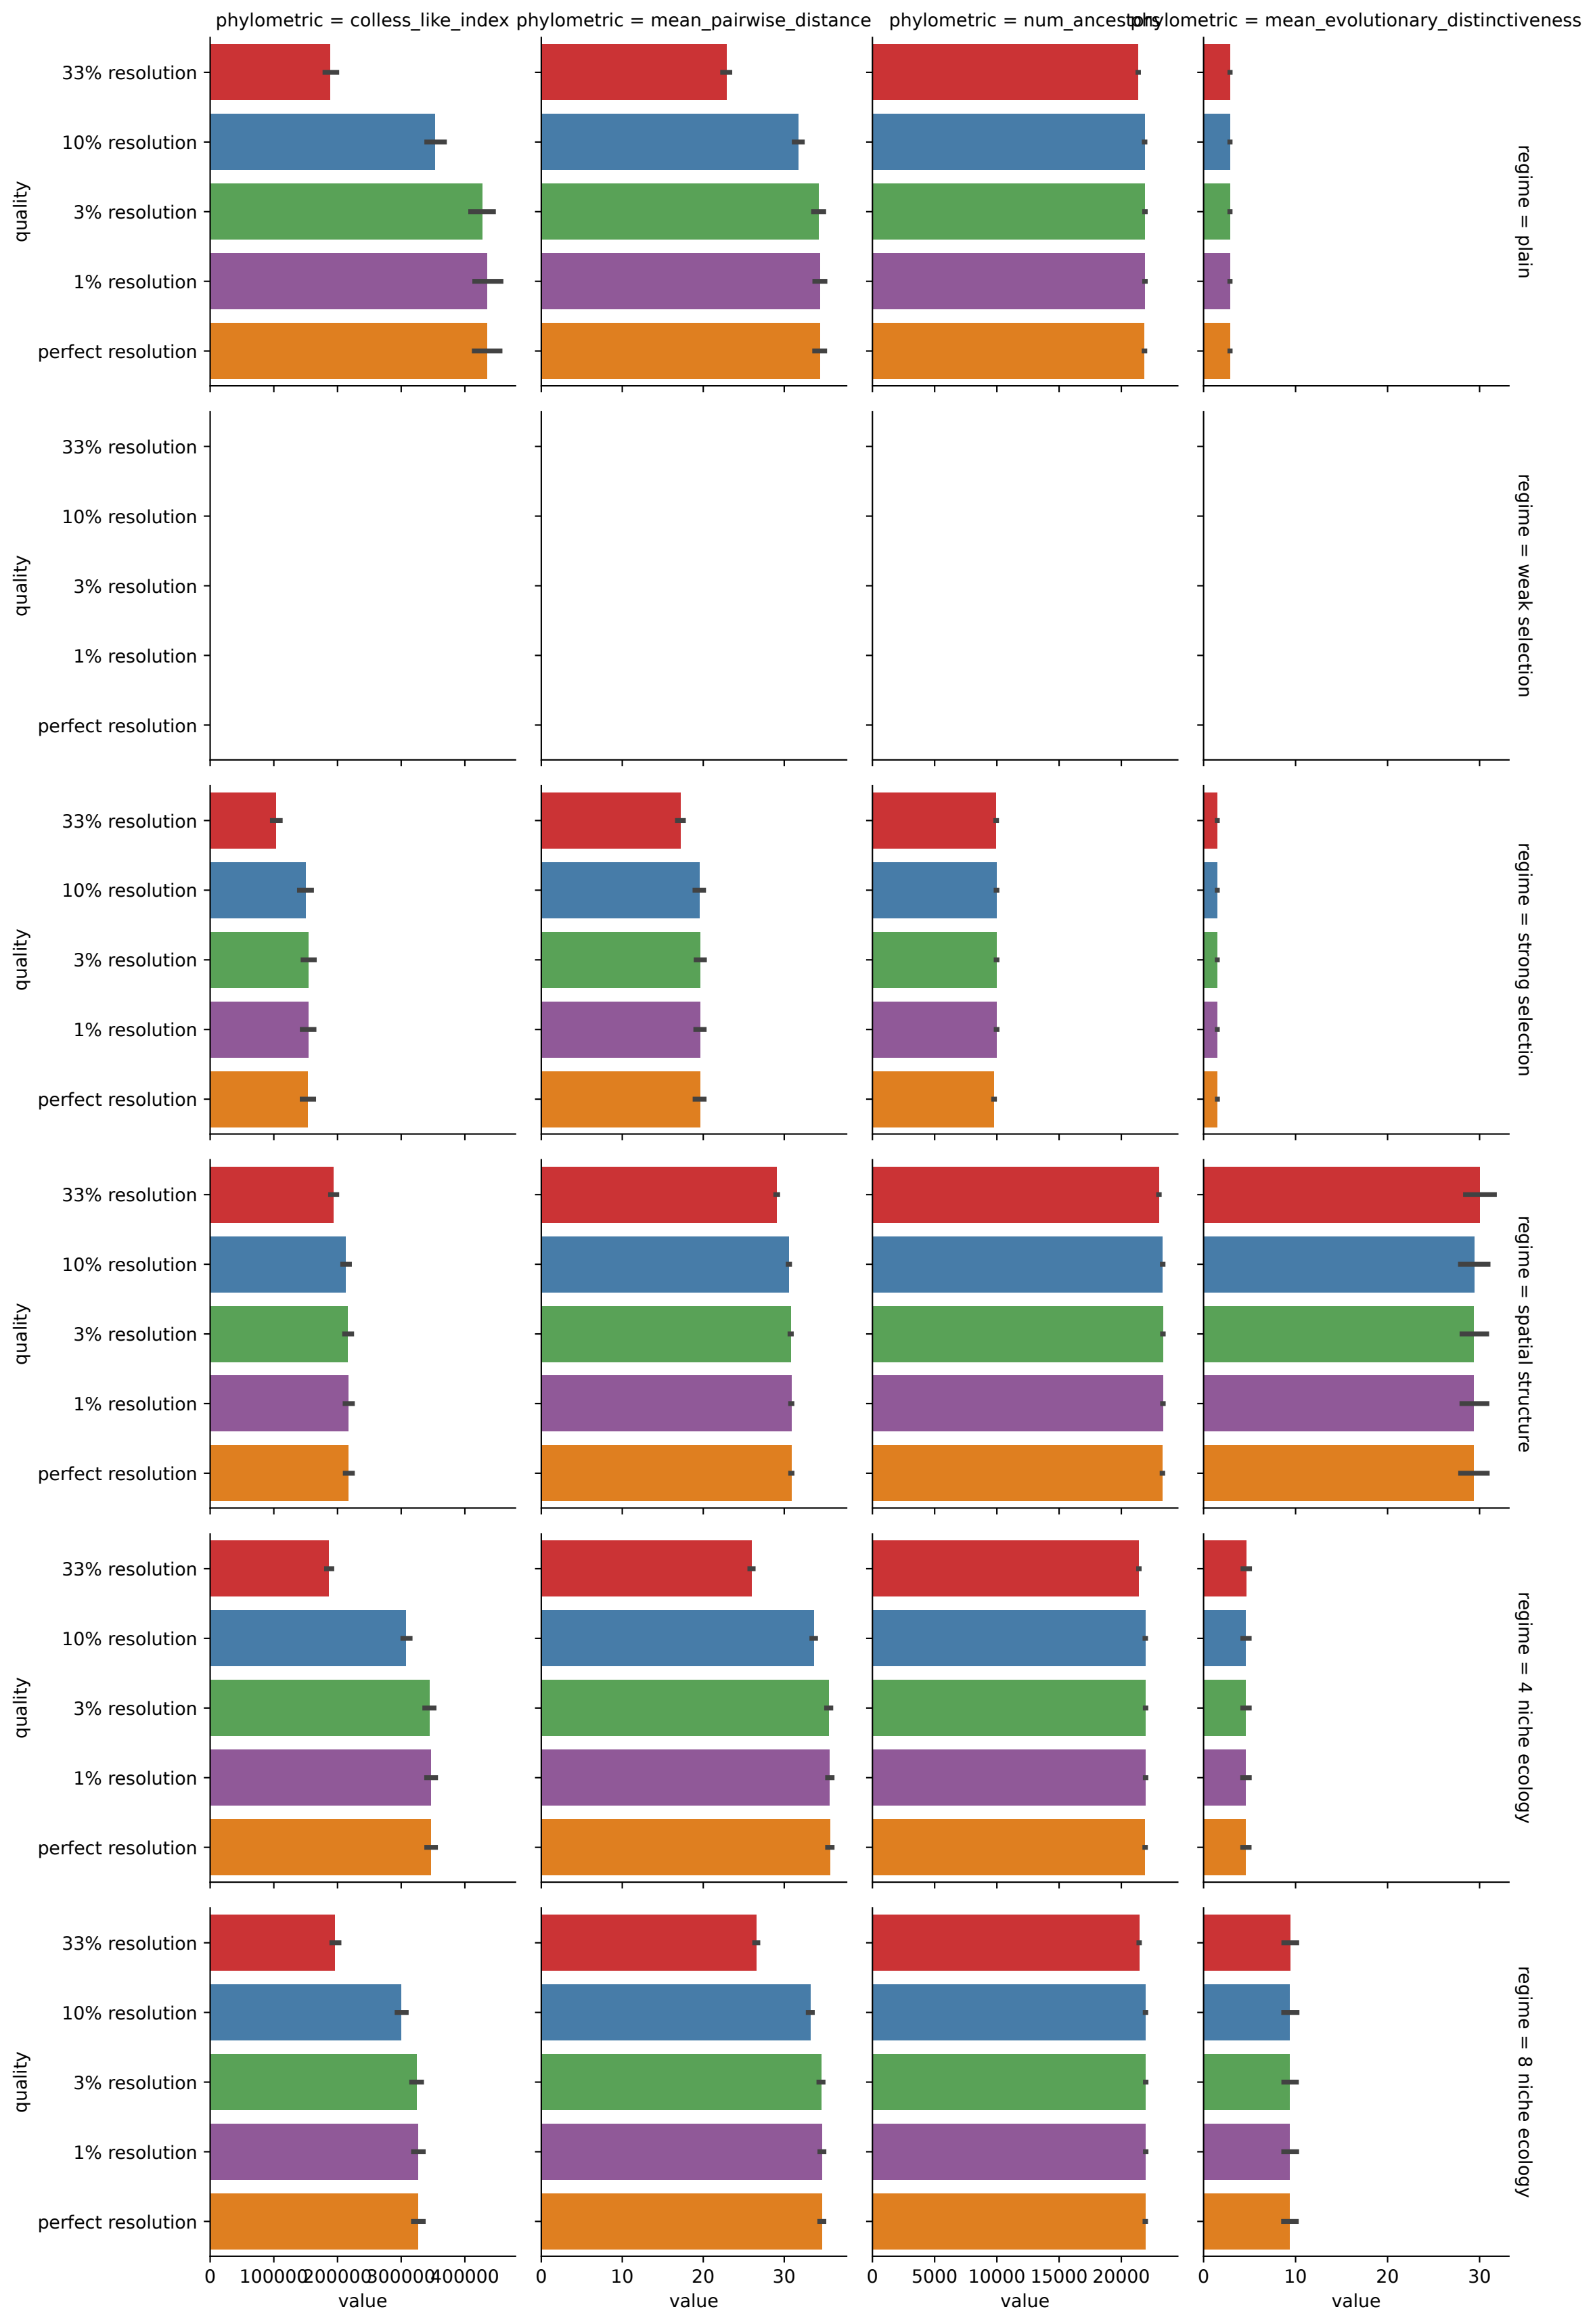 phylometric = colless_like_index
phylometric = mean_pairwise_distance
phylometric = num_ancestors
phylometric = mean_evolutionary_distinctiveness
33% resolution
10% resolution
3% resolution
1% resolution
perfect resolution
quality
regime = plain
33% resolution
10% resolution
3% resolution
1% resolution
perfect resolution
quality
regime = weak selection
33% resolution
10% resolution
3% resolution
1% resolution
perfect resolution
quality
regime = strong selection
33% resolution
10% resolution
3% resolution
1% resolution
perfect resolution
quality
regime = spatial structure
33% resolution
10% resolution
3% resolution
1% resolution
perfect resolution
quality
regime = 4 niche ecology
33% resolution
10% resolution
3% resolution
1% resolution
perfect resolution
quality
regime = 8 niche ecology
0 100000 200000 300000 400000
0 10 20 30
0 5000 10000 15000 20000
0 10 20 30
value
value
value
value